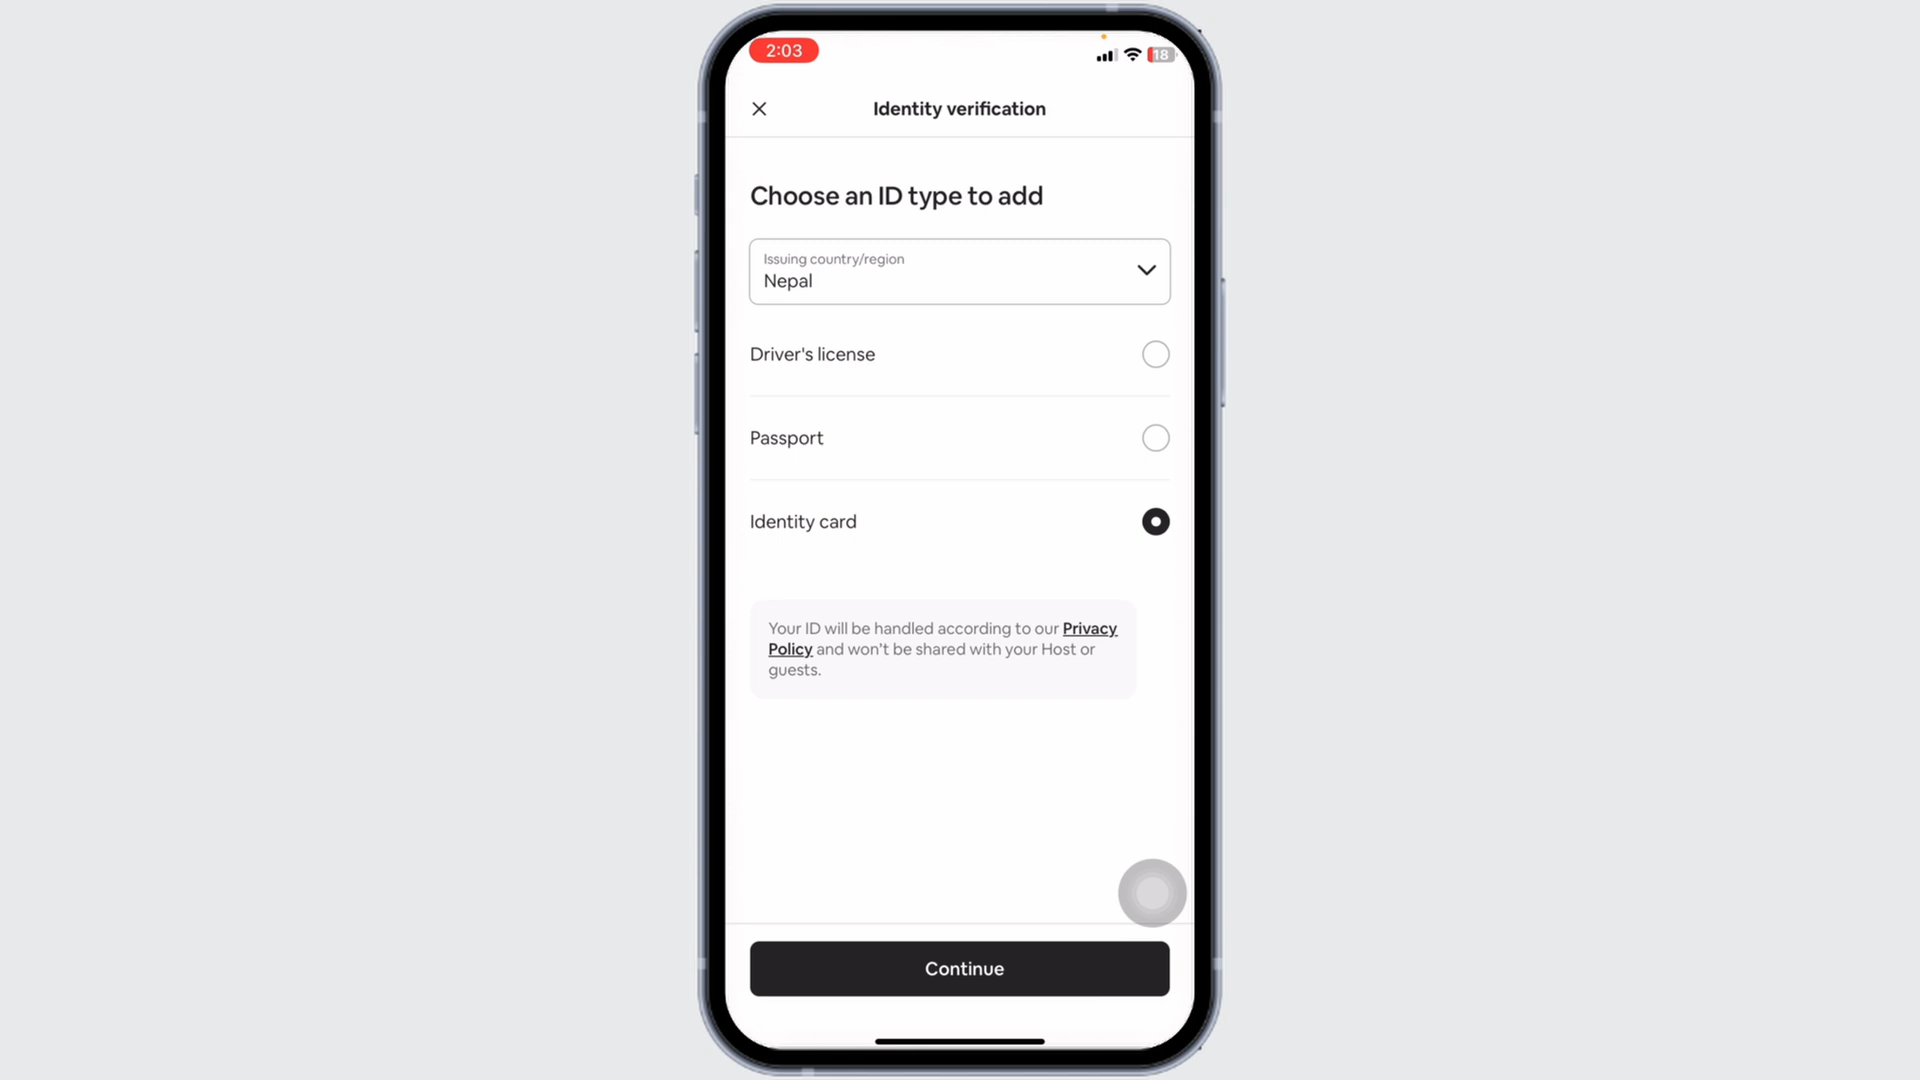 2:03
18
Identity verification
Choose an ID type to add
Issuing country/region
Nepal
Driver's license
Passport
Identity card
Your ID will be handled according to our Privacy
Policy and won't be shared with your Host or
guests.
Continue